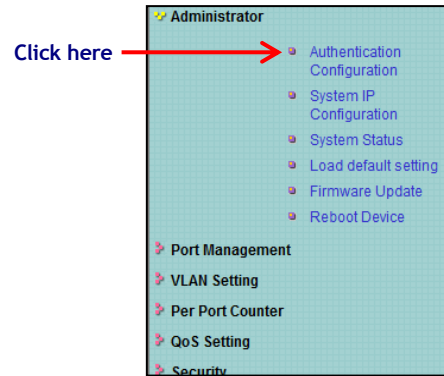 Administrator
Click here
Authentication
Configuration
System IP
Configuration
System Status
Load default setting
Firmware Update
Reboot Device
Port Management
VLAN Setting
Per Port Counter
QoS Setting
Security